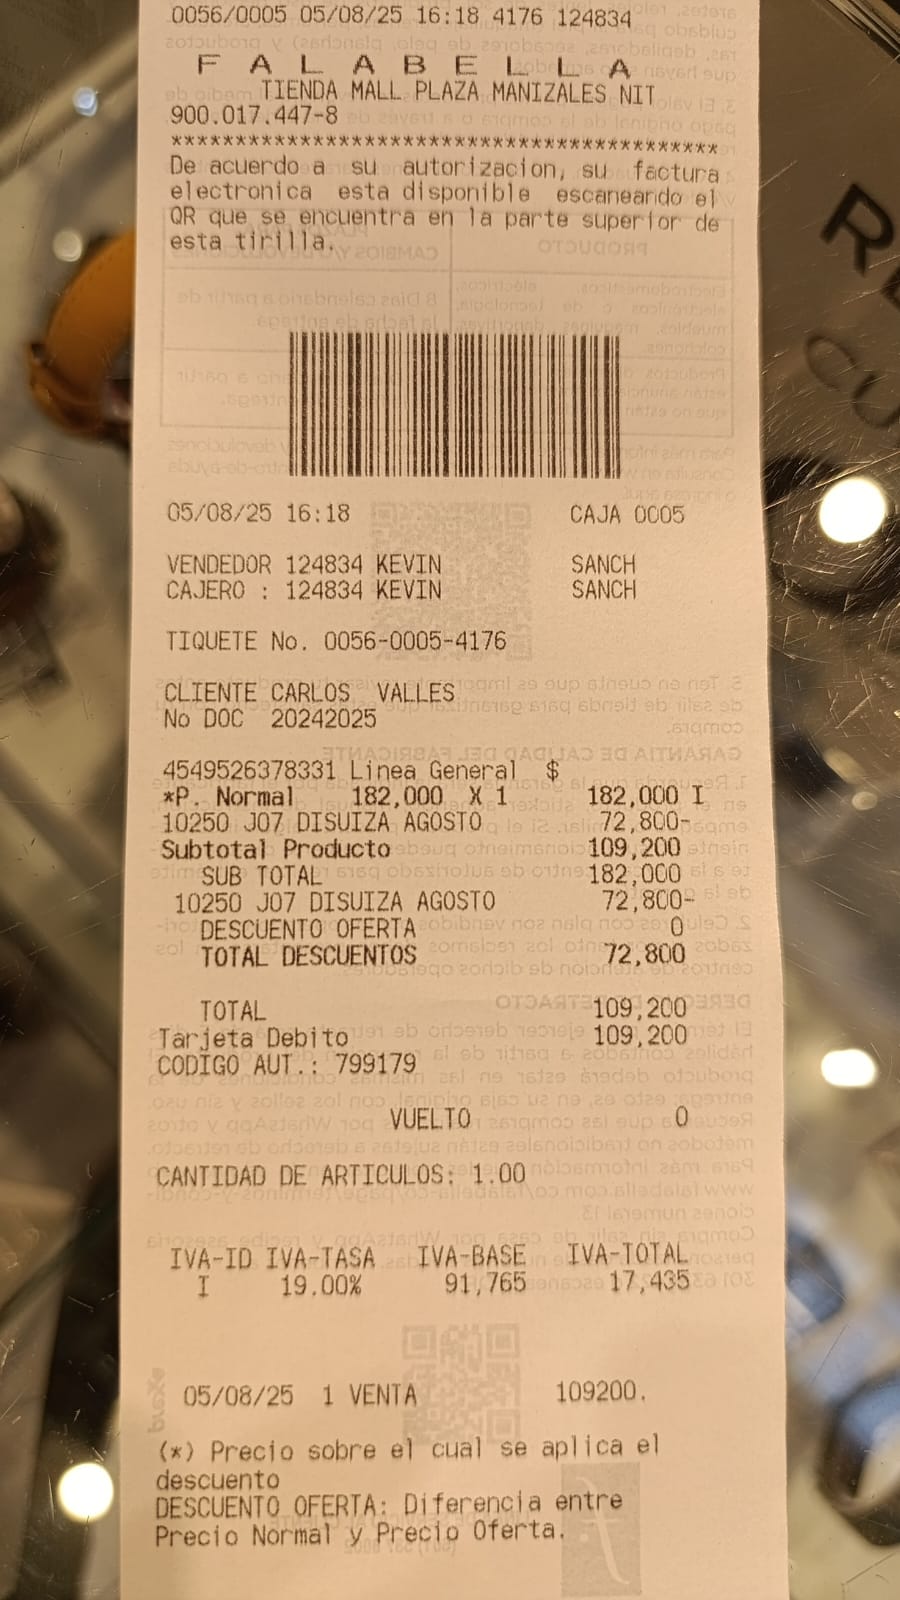 0056/0005 05/08/25 16:18 4176 124834
F A L A B E L L A
TIENDA MALL PLAZA MANIZALES NIT
900.017.447-8
******************************************
De acuerdo a su autorizacion, su factura
electronica esta disponible escaneando el
QR que se encuentra en la parte superior de
esta tirilla.
05/08/25 16:18 CAJA 0005
VENDEDOR 124834 KEVIN SANCH
CAJERO : 124834 KEVIN SANCH
TIQUETE No. 0056-0005-4176
CLIENTE CARLOS VALLES
No DOC 20242025
4549526378331 Linea General $
*P. Normal 182,000 X 1 182,000 I
10250 J07 DISUIZA AGOSTO 72,800-
Subtotal Producto 109,200
SUB TOTAL 182,000
10250 J07 DISUIZA AGOSTO 72,800-
DESCUENTO OFERTA 0
TOTAL DESCUENTOS 72,800
TOTAL 109,200
Tarjeta Debito 109,200
CODIGO AUT.: 799179
VUELTO 0
CANTIDAD DE ARTICULOS: 1.00
IVA-ID IVA-TASA IVA-BASE IVA-TOTAL
I 19.00% 91,765 17,435
05/08/25 1 VENTA 109200.
(*) Precio sobre el cual se aplica el
descuento
DESCUENTO OFERTA: Diferencia entre
Precio Normal y Precio Oferta.